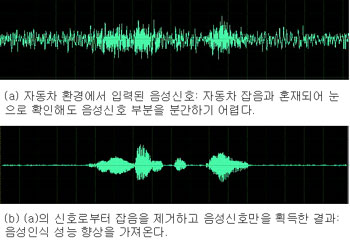 (a) 자동차 환경에서 입력된 음성신호: 자동차 잡음과 혼재되어 눈
으로 확인해도 음성신호 부분을 분간하기 어렵다.
(b) (a)의 신호로부터 잡음을 제거하고 음성신호만을 획득한 결과:
음성인식 성능 향상을 가져온다.